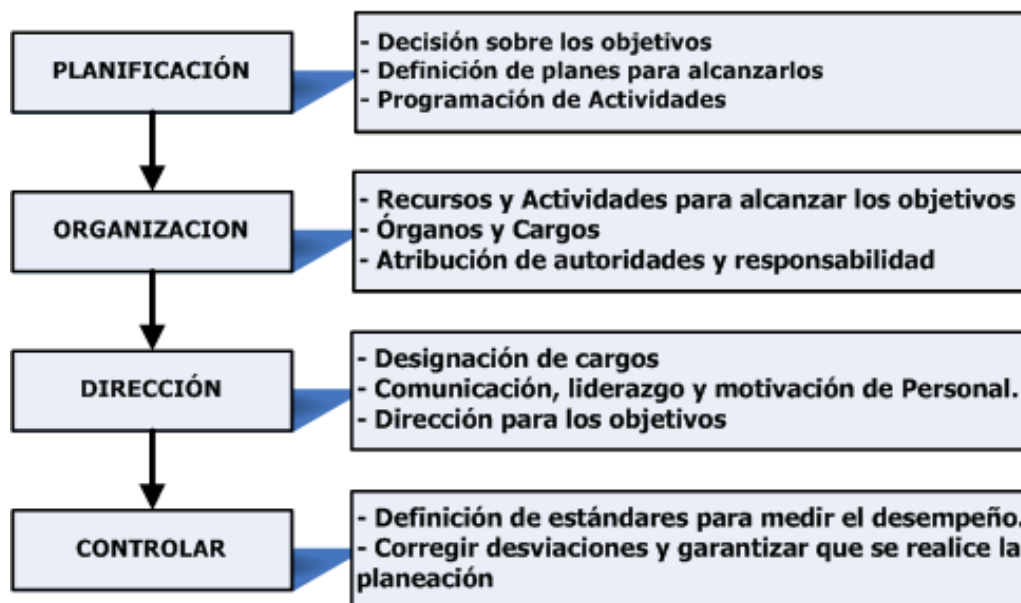 PLANIFICACIÓN
- Decisión sobre los objetivos
- Definición de planes para alcanzarlos
- Programación de Actividades
ORGANIZACION
- Recursos y Actividades para alcanzar los objetivos
- Órganos y Cargos
- Atribución de autoridades y responsabilidad
DIRECCIÓN
- Designación de cargos
- Comunicación, liderazgo y motivación de Personal.
- Dirección para los objetivos
CONTROLAR
- Definición de estándares para medir el desempeño.
- Corregir desviaciones y garantizar que se realice la
planeación